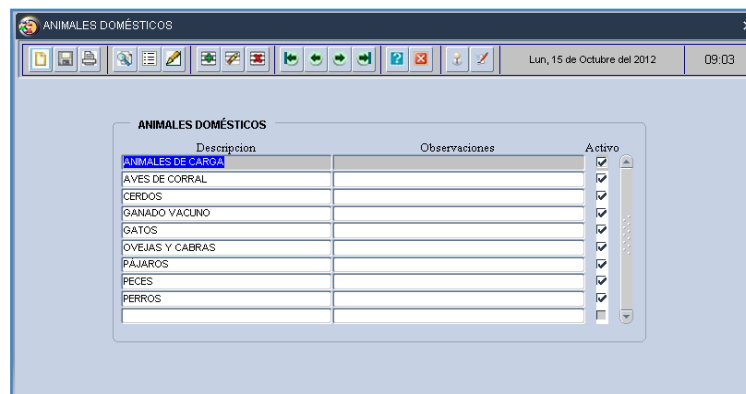 ANIMALES DOMÉSTICOS
Lun, 15 de Octubre del 2012 09:03
ANIMALES DOMÉSTICOS
Descripcion Observaciones Activo
ANIMALES DE CARGA
AVES DE CORRAL
CERDOS
GANADO VACUNO
GATOS
OVEJAS Y CABRAS
PÁJAROS
PECES
PERROS